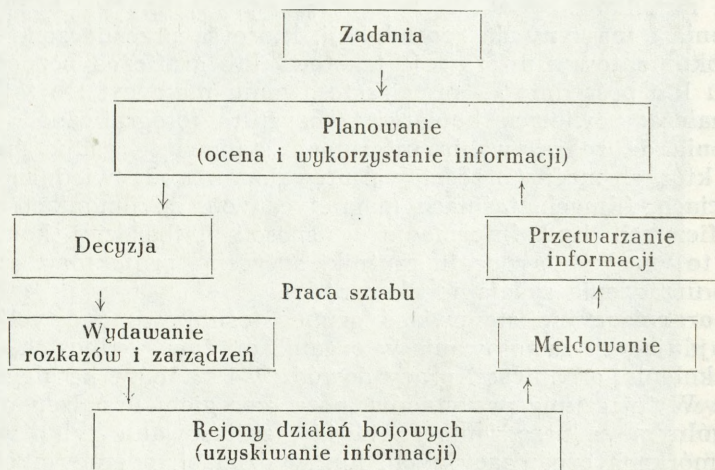 Zadania
Planowanie
(ocena i wykorzystanie informacji)
Decyzja
Przetwarzanie
informacji
Praca sztabu
Wydawanie
rozkazów i zarządzeń
Meldowanie
Rejony działań bojowych
(uzyskiwanie informacji)